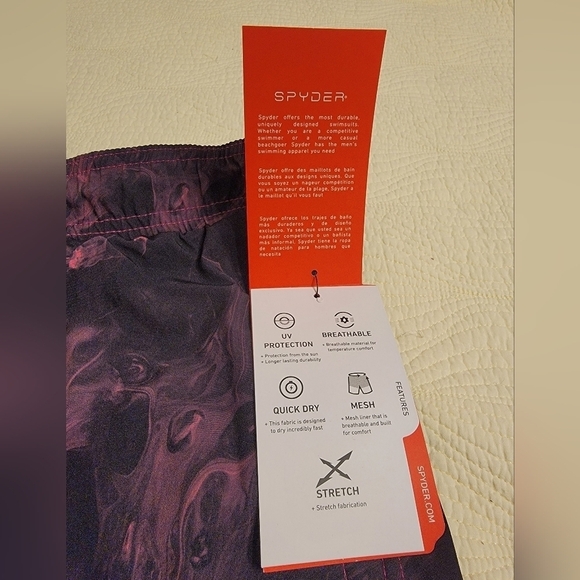 SPYDER®
Spyder offers the most durable,
uniquely designed swimsuits.
Whether you are a competitive
swimmer or a more casual
beachgoer Spyder has the men's
swimming apparel you need
Spyder offre des maillots de bain
durables aux designs uniques. Que
vous soyez un nageur compétition
ou un amateur de la plage, Spyder a
le maillot qu'il vous faut.
Spyder ofrece los trajes de baño
más duraderos y de diseño
exclusivo. Ya sea que usted sea un
nadador competitivo o un bañista
más informal, Spyder tiene la ropa
de natación para hombres que
necesita
UV
PROTECTION
+ Protection from the sun
+ Longer lasting durability
BREATHABLE
+ Breathable material for
temperature comfort
QUICK DRY
+ This fabric is designed
to dry incredibly fast
MESH
+ Mesh liner that is
breathable and built
for comfort
STRETCH
+ Stretch fabrication
FEATURES
SPYDER.COM